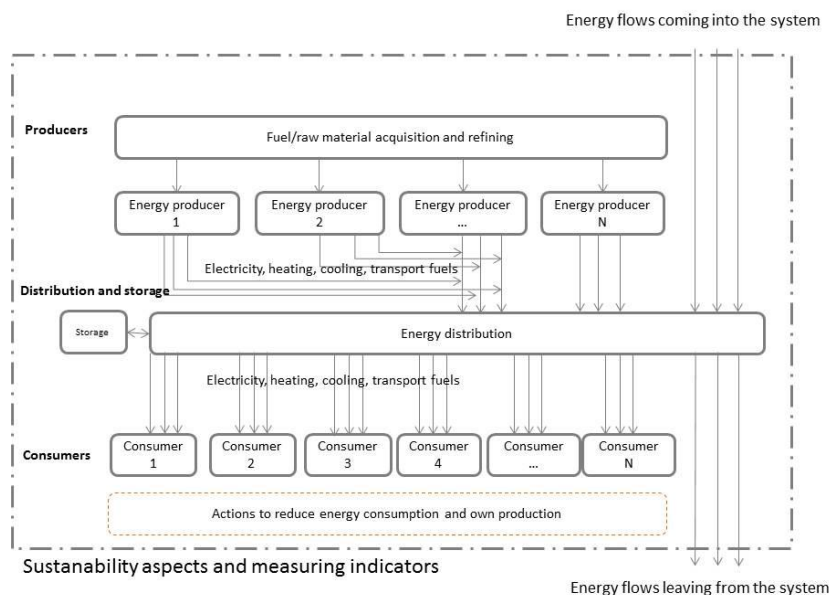 Energy flows coming into the system
Producers
Fuel/raw material acquisition and refining
Energy producer
1
Energy producer
2
Energy producer
...
Energy producer
N
Electricity, heating, cooling, transport fuels
Distribution and storage
Storage
Energy distribution
Electricity, heating, cooling, transport fuels
Consumers
Consumer
1
Consumer
2
Consumer
3
Consumer
4
Consumer
...
Consumer
N
Actions to reduce energy consumption and own production
Sustanability aspects and measuring indicators
Energy flows leaving from the system